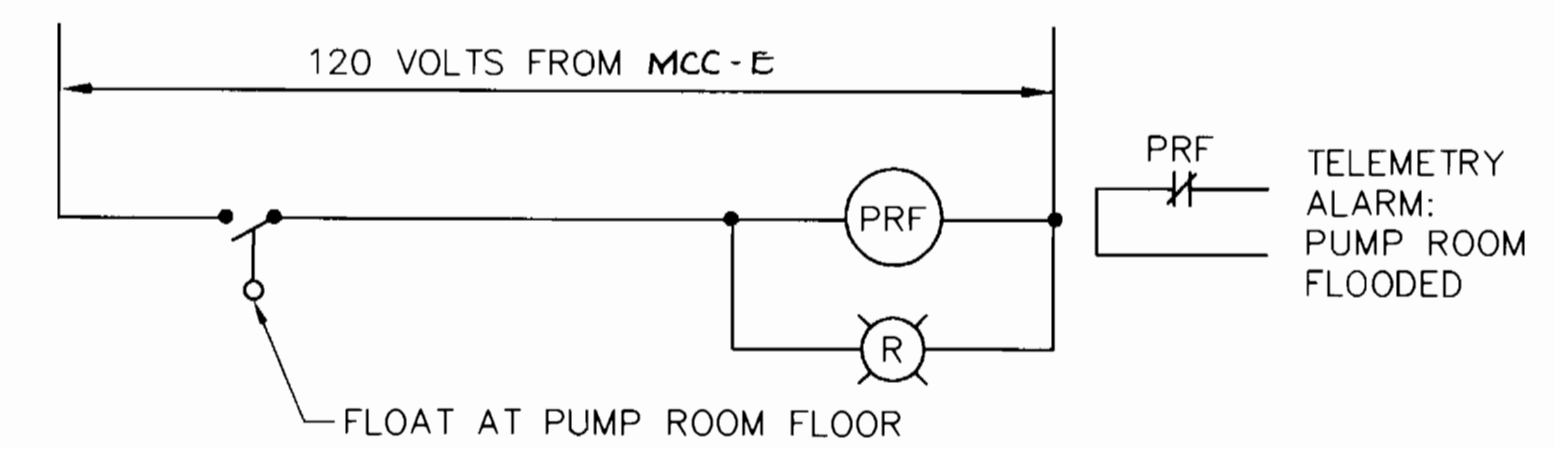 120 VOLTS FROM MCC-E
PRF
PRF
R
TELEMETRY
ALARM:
PUMP ROOM
FLOODED
FLOAT AT PUMP ROOM FLOOR